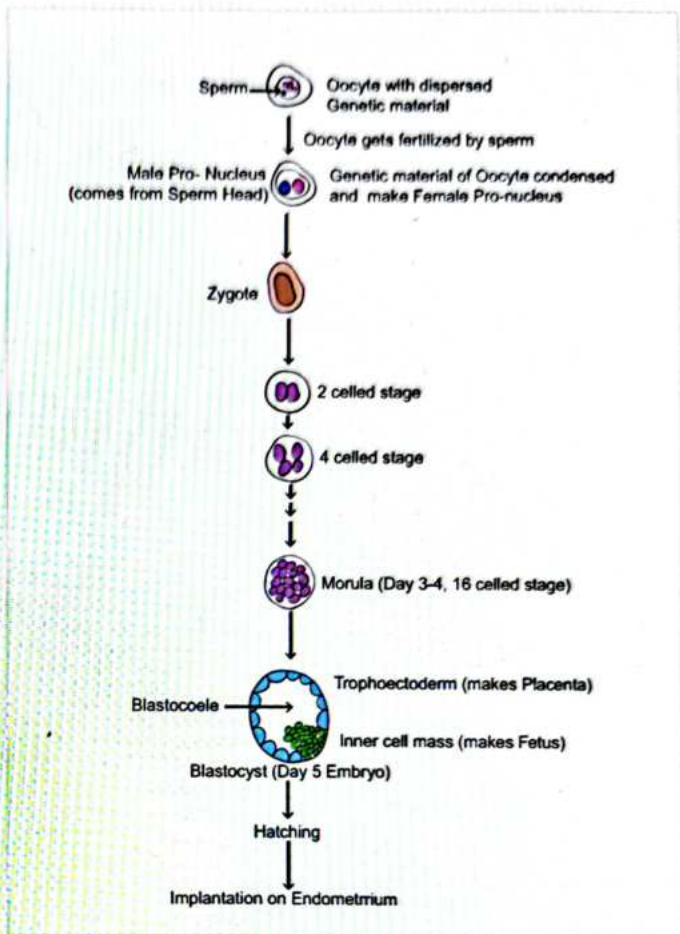 Sperm
Oocyte with dispersed
Genetic material
Oocyte gets fertilized by sperm
Male Pro- Nucleus
(comes from Sperm Head)
Genetic material of Oocyte condensed
and make Female Pro-nucleus
Zygote
2 celled stage
4 celled stage
Morula (Day 3-4, 16 celled stage)
Trophoectoderm (makes Placenta)
Blastocoele
Inner cell mass (makes Fetus)
Blastocyst (Day 5 Embryo)
Hatching
Implantation on Endometrrium